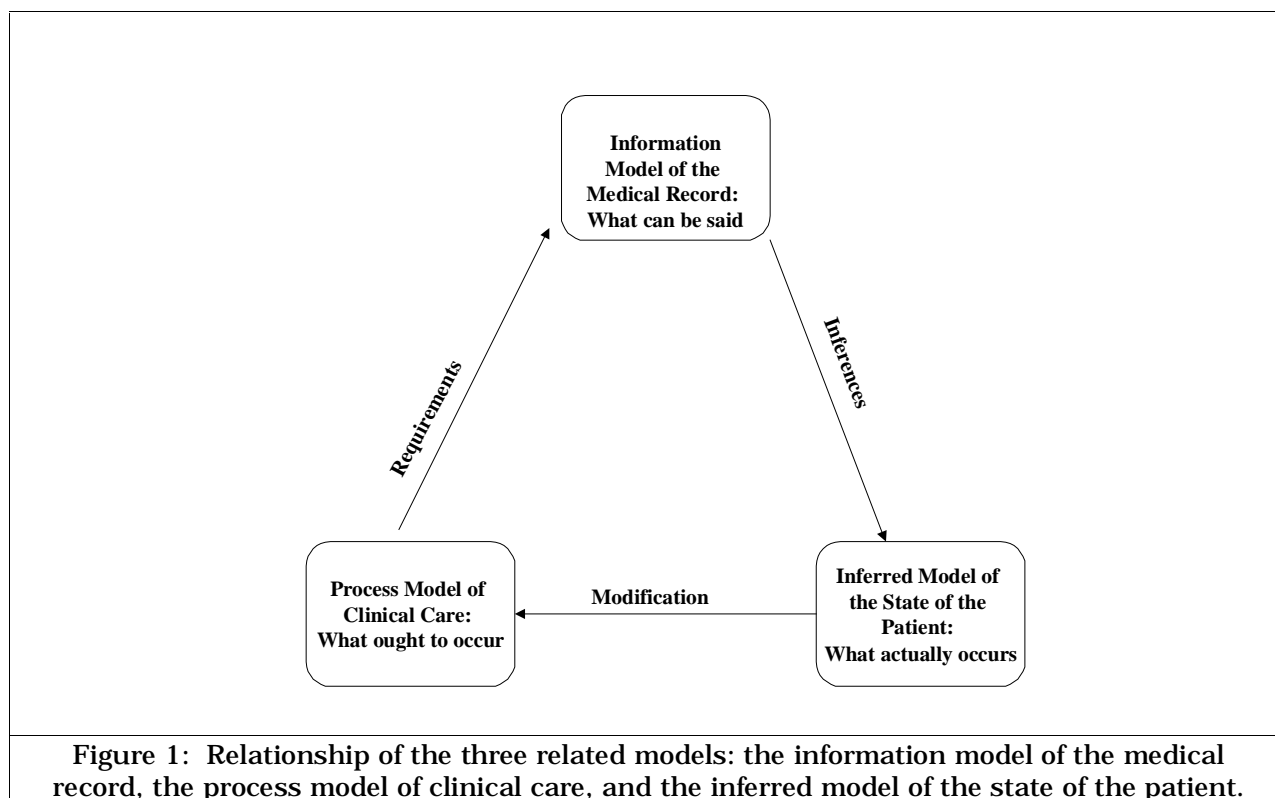 Information
Model of the
Medical Record:
What can be said
Requirements
Inferences
Process Model of
Clinical Care:
What ought to occur
Modification
Inferred Model of
the State of the
Patient:
What actually occurs
Figure 1: Relationship of the three related models: the information model of the medical
record, the process model of clinical care, and the inferred model of the state of the patient.